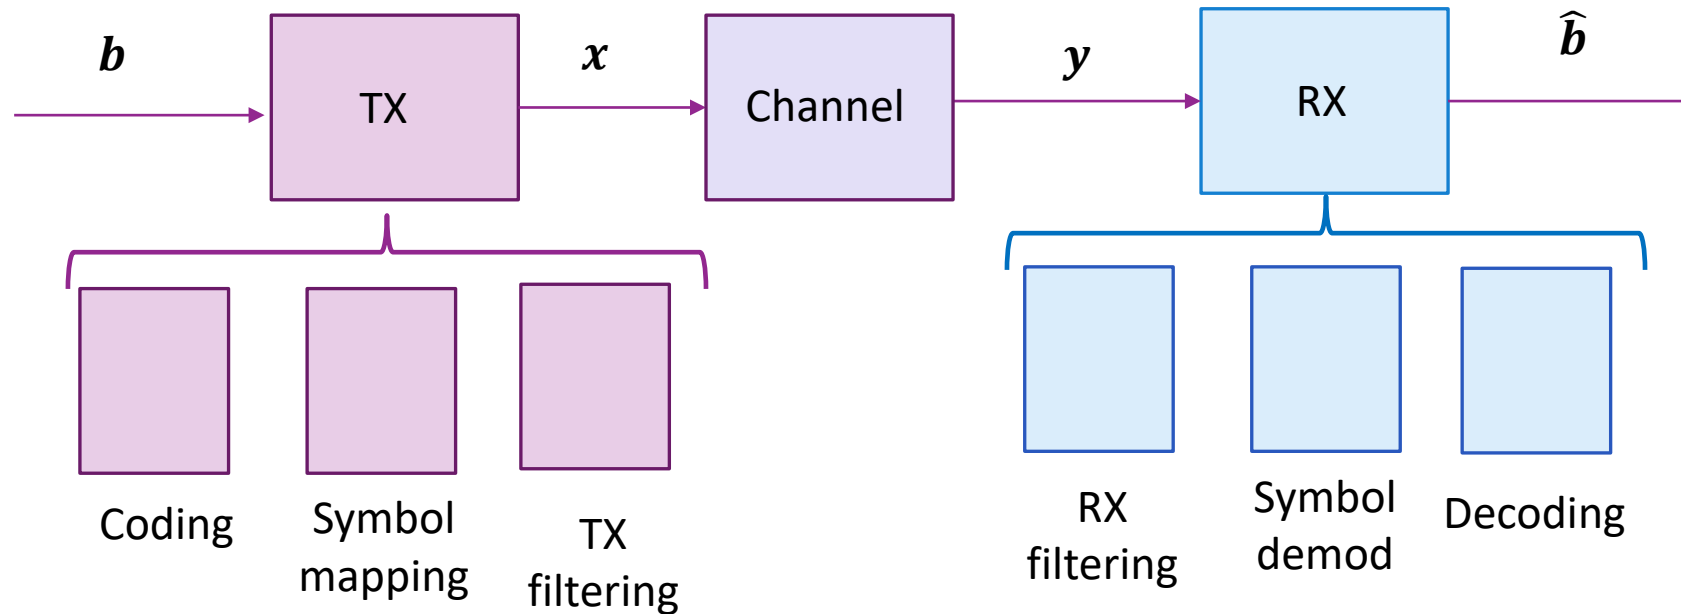 b
TX
x
Channel
y
RX
b̂
Coding
Symbol
mapping
TX
filtering
RX
filtering
Symbol
demod
Decoding